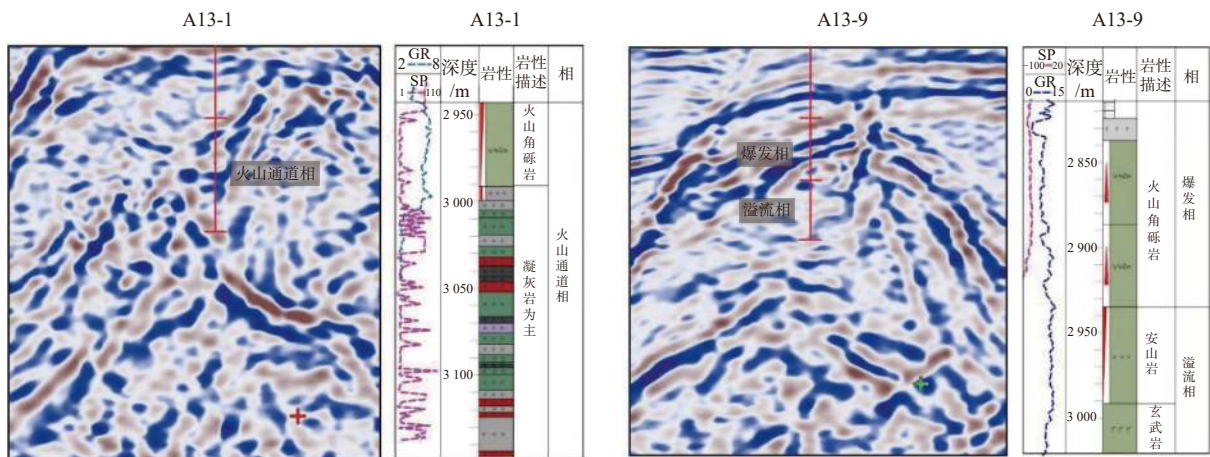 A13-1
A13-1
A13-9
A13-9
火山通道相
GR
2 8
SP
1 110
深度
/m
岩性
岩性
描述
相
2 950
3 000
3 050
3 100
火山角砾岩
凝灰岩为主
火山通道相
爆发相
溢流相
SP
-100 20
GR
0 15
深度
/m
岩性
岩性
描述
相
2 850
2 900
2 950
3 000
火山角砾岩
安山岩
玄武岩
爆发相
溢流相